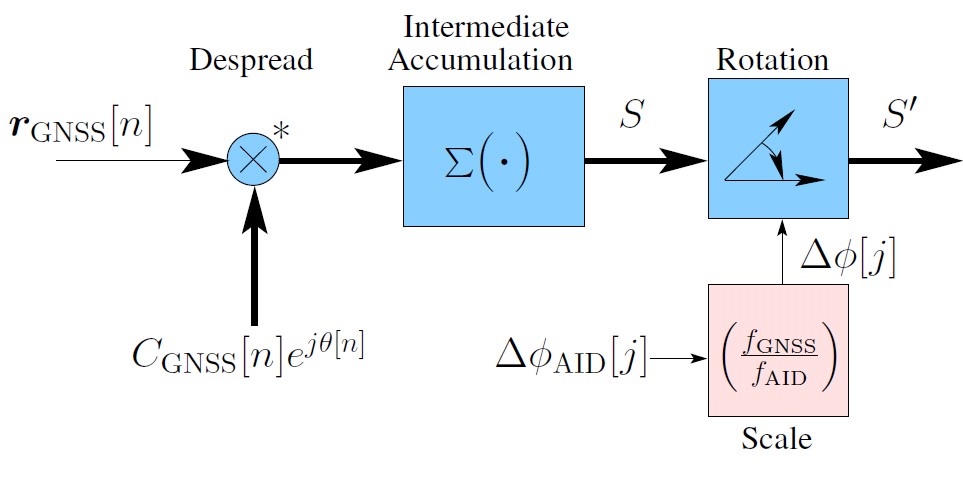 Despread
Intermediate
Accumulation
Rotation
r_GNSS[n]
*
×
Σ(·)
S
S′
Δϕ[j]
C_GNSS[n]e^{jθ[n]}
Δϕ_AID[j]
(f_GNSS/f_AID)
Scale